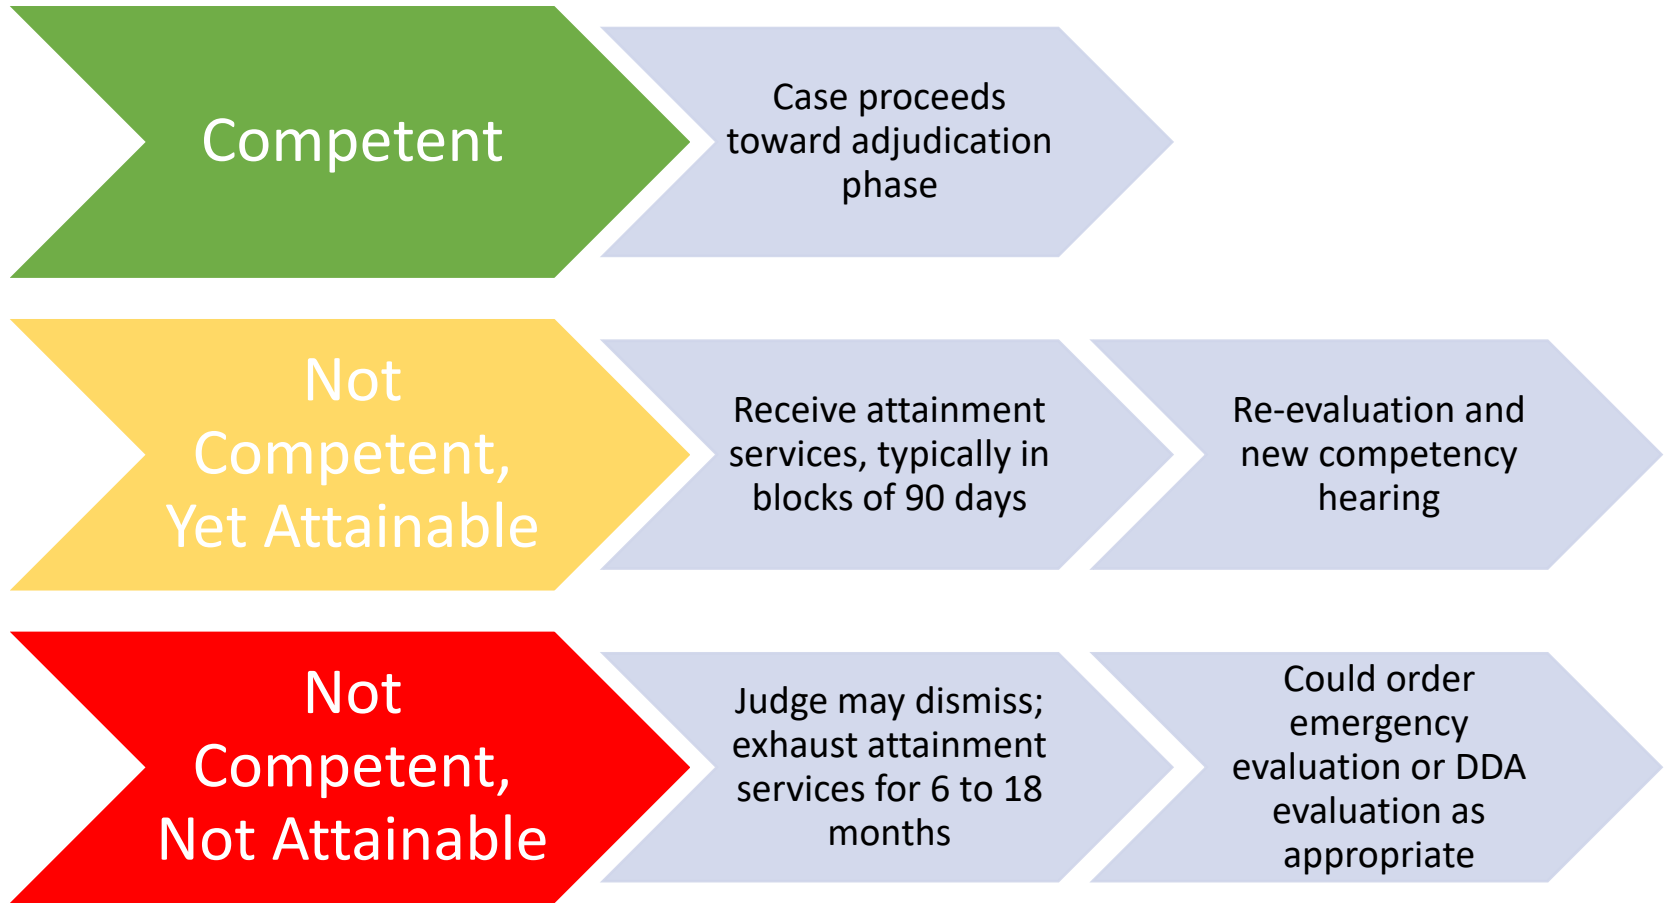 Competent
Case proceeds
toward adjudication
phase
Not
Competent,
Yet Attainable
Receive attainment
services, typically in
blocks of 90 days
Re-evaluation and
new competency
hearing
Not
Competent,
Not Attainable
Judge may dismiss;
exhaust attainment
services for 6 to 18
months
Could order
emergency
evaluation or DDA
evaluation as
appropriate